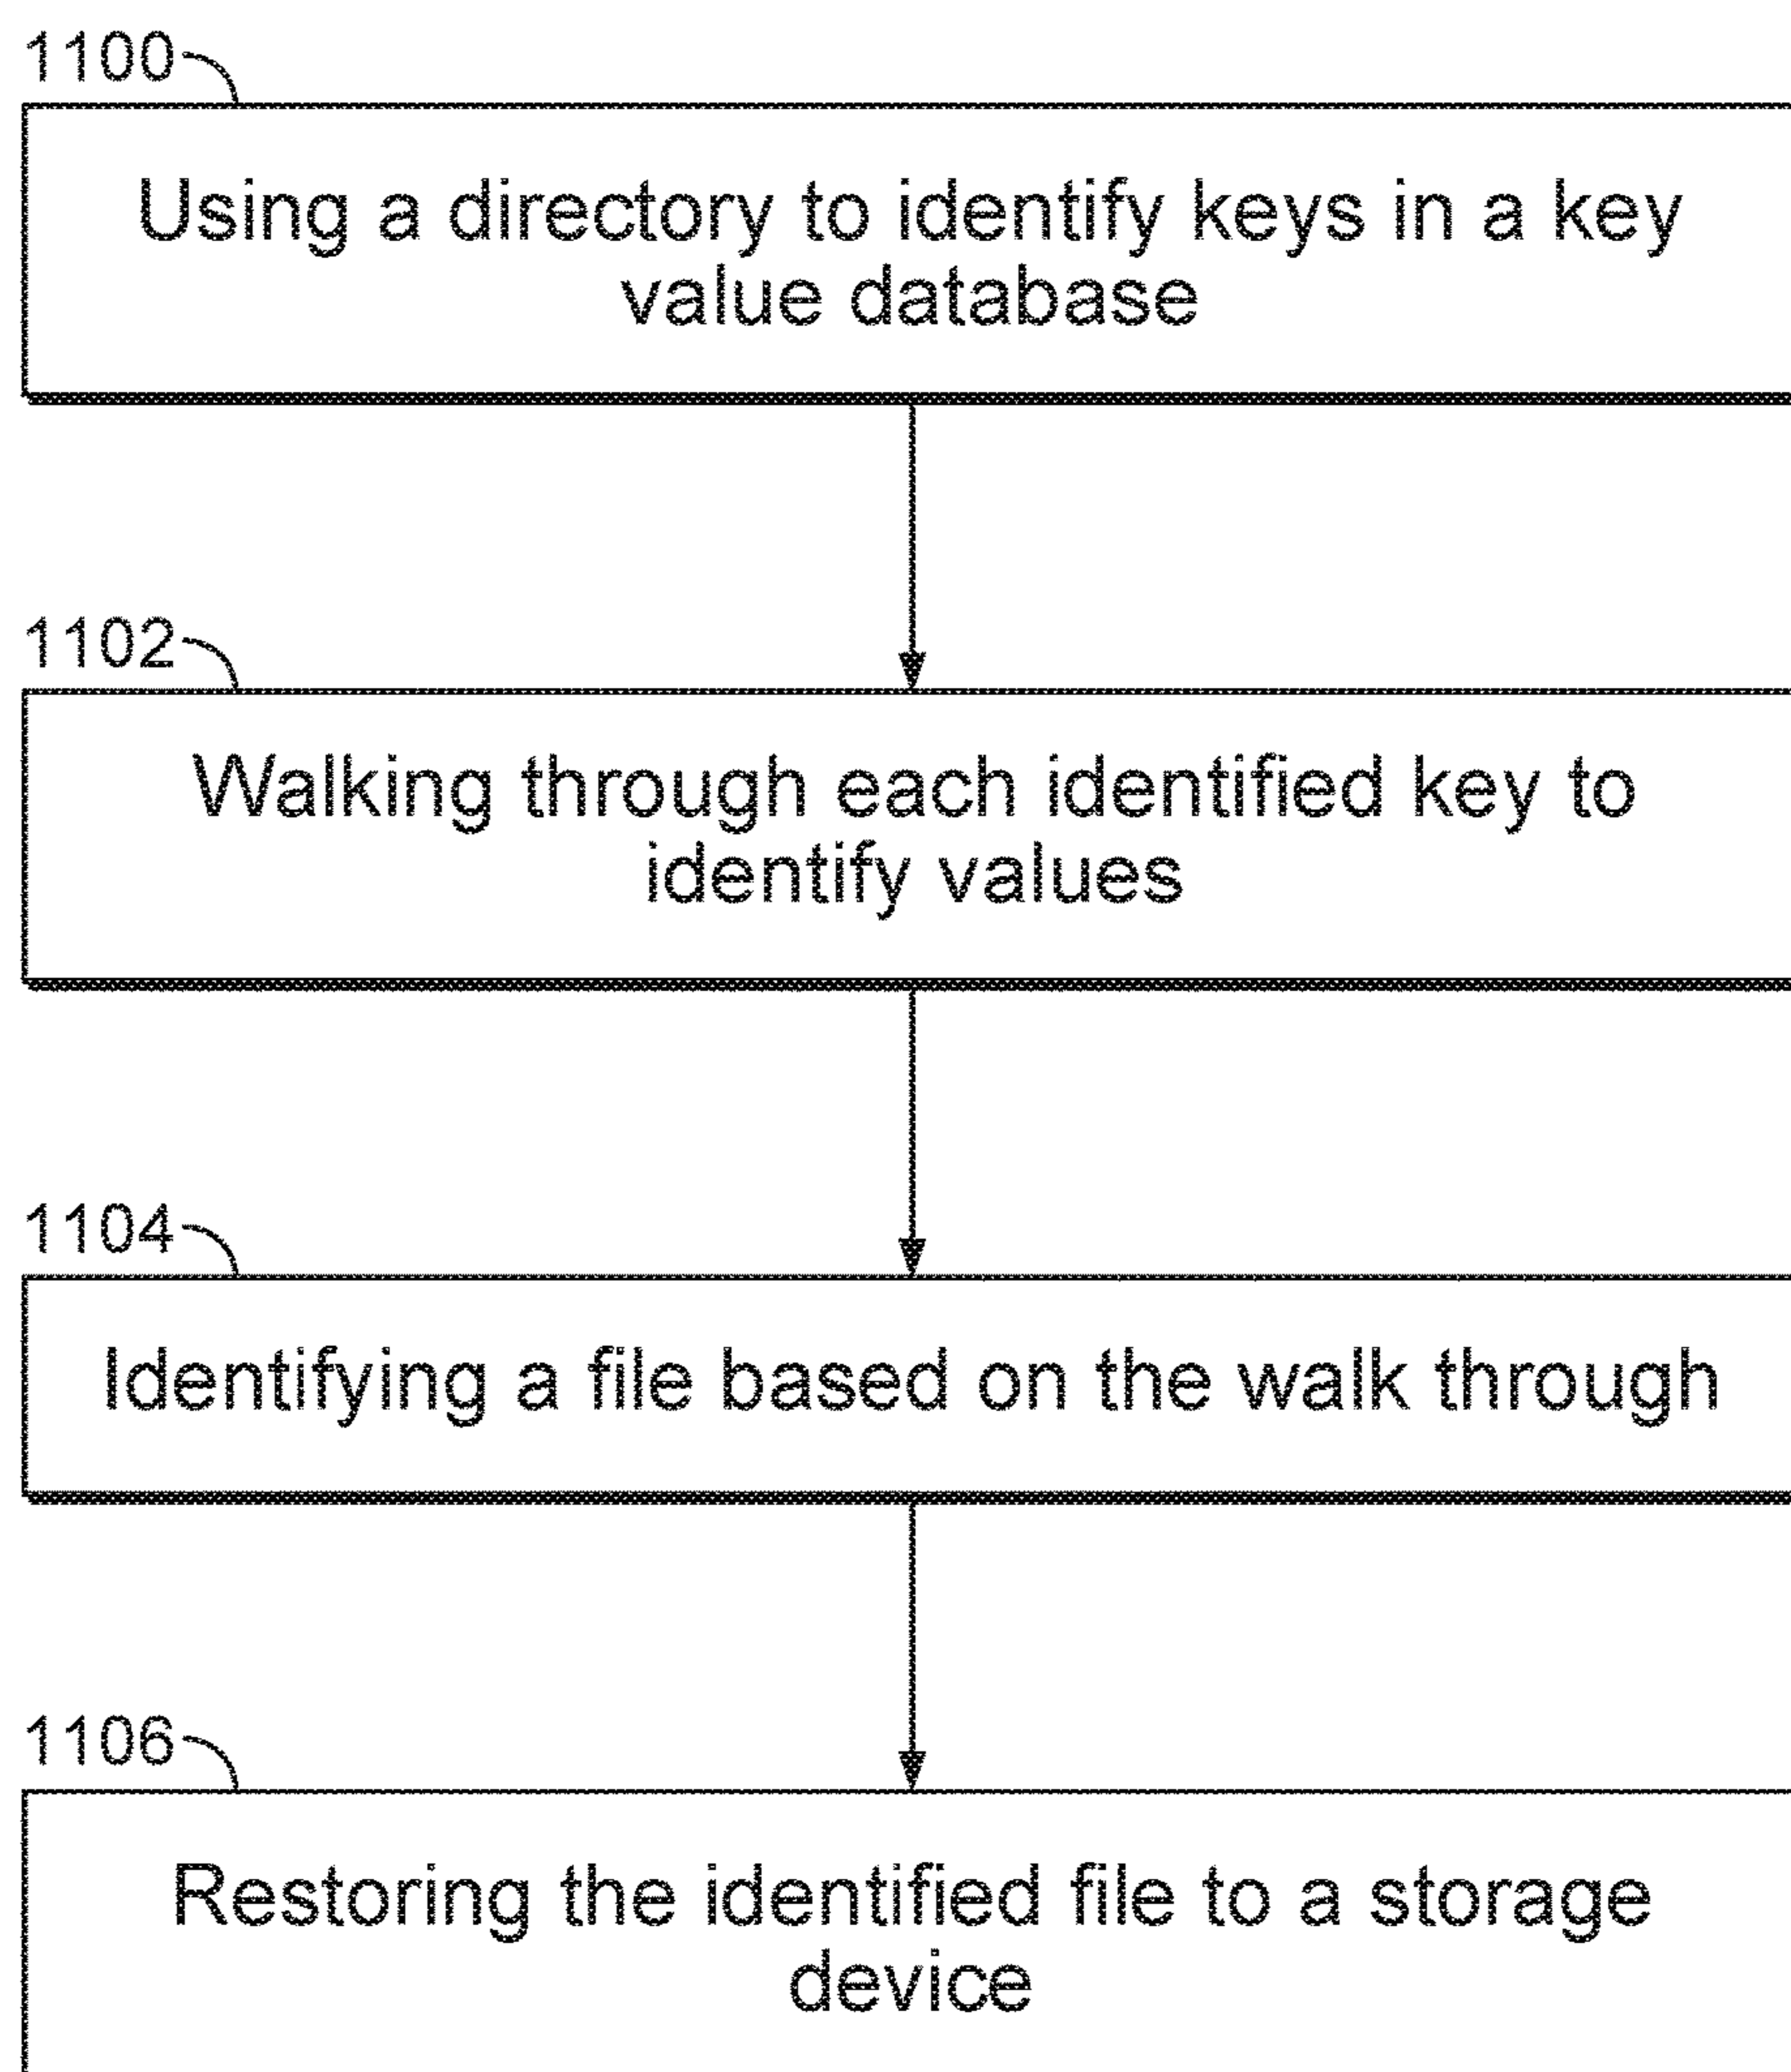 1100
Using a directory to identify keys in a key
value database
1102
Walking through each identified key to
identify values
1104
Identifying a file based on the walk through
1106
Restoring the identified file to a storage
device